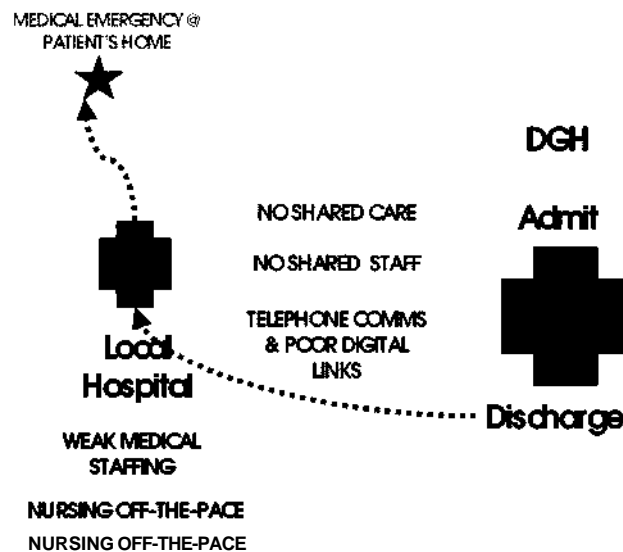 MEDICAL EMERGENCY @
PATIENT'S HOME
DGH
NO SHARED CARE
Admit
NO SHARED STAFF
TELEPHONE COMMS
& POOR DIGITAL
LINKS
Local
Hospital
Discharge
WEAK MEDICAL
STAFFING
NURSING OFF-THE-PACE
NURSING OFF-THE-PACE